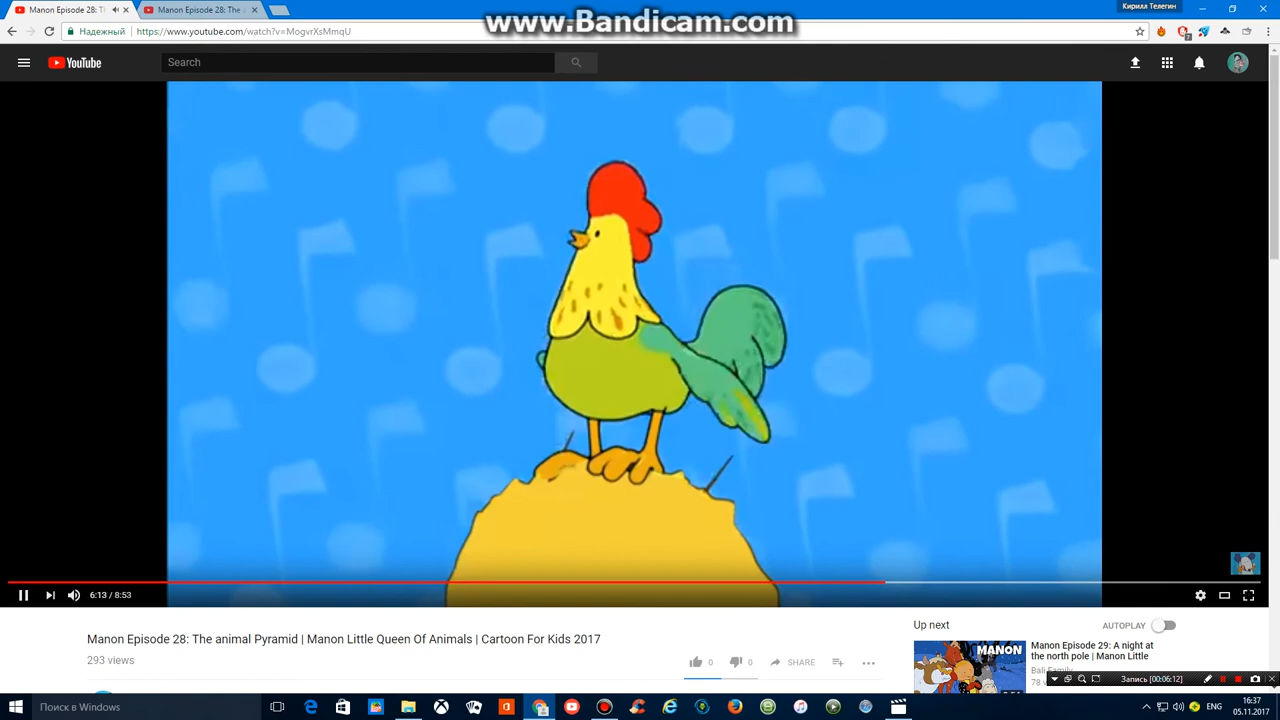 www.Bandicam.com
Manon Episode 28: Th
Manon Episode 28: The a
Кирилл Телегин
Надежный
https://www.youtube.com/watch?v=MogvrXsMmqU
YouTube
Search
6:13 / 8:53
Manon Episode 28: The animal Pyramid | Manon Little Queen Of Animals | Cartoon For Kids 2017
293 views
0
0
SHARE
Up next
AUTOPLAY
MANON
Manon Episode 29: A night at
the north pole | Manon Little
Запись [00:06:12]
Поиск в Windows
ENG
16:37
05.11.2017